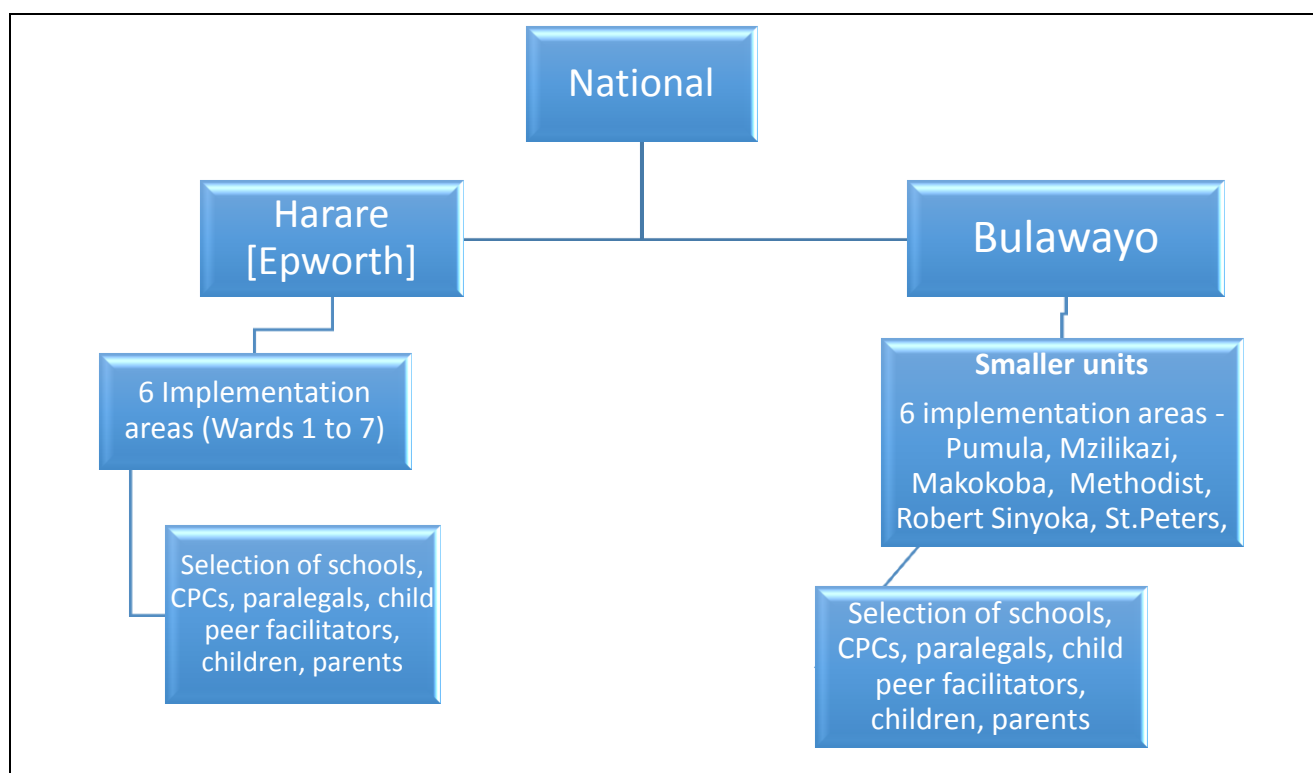 National
Harare
[Epworth]
Bulawayo
6 Implementation
areas (Wards 1 to 7)
Smaller units
6 implementation areas -
Pumula, Mzilikazi,
Makokoba, Methodist,
Robert Sinyoka, St.Peters,
Selection of schools,
CPCs, paralegals, child
peer facilitators,
children, parents
Selection of schools,
CPCs, paralegals, child
peer facilitators,
children, parents